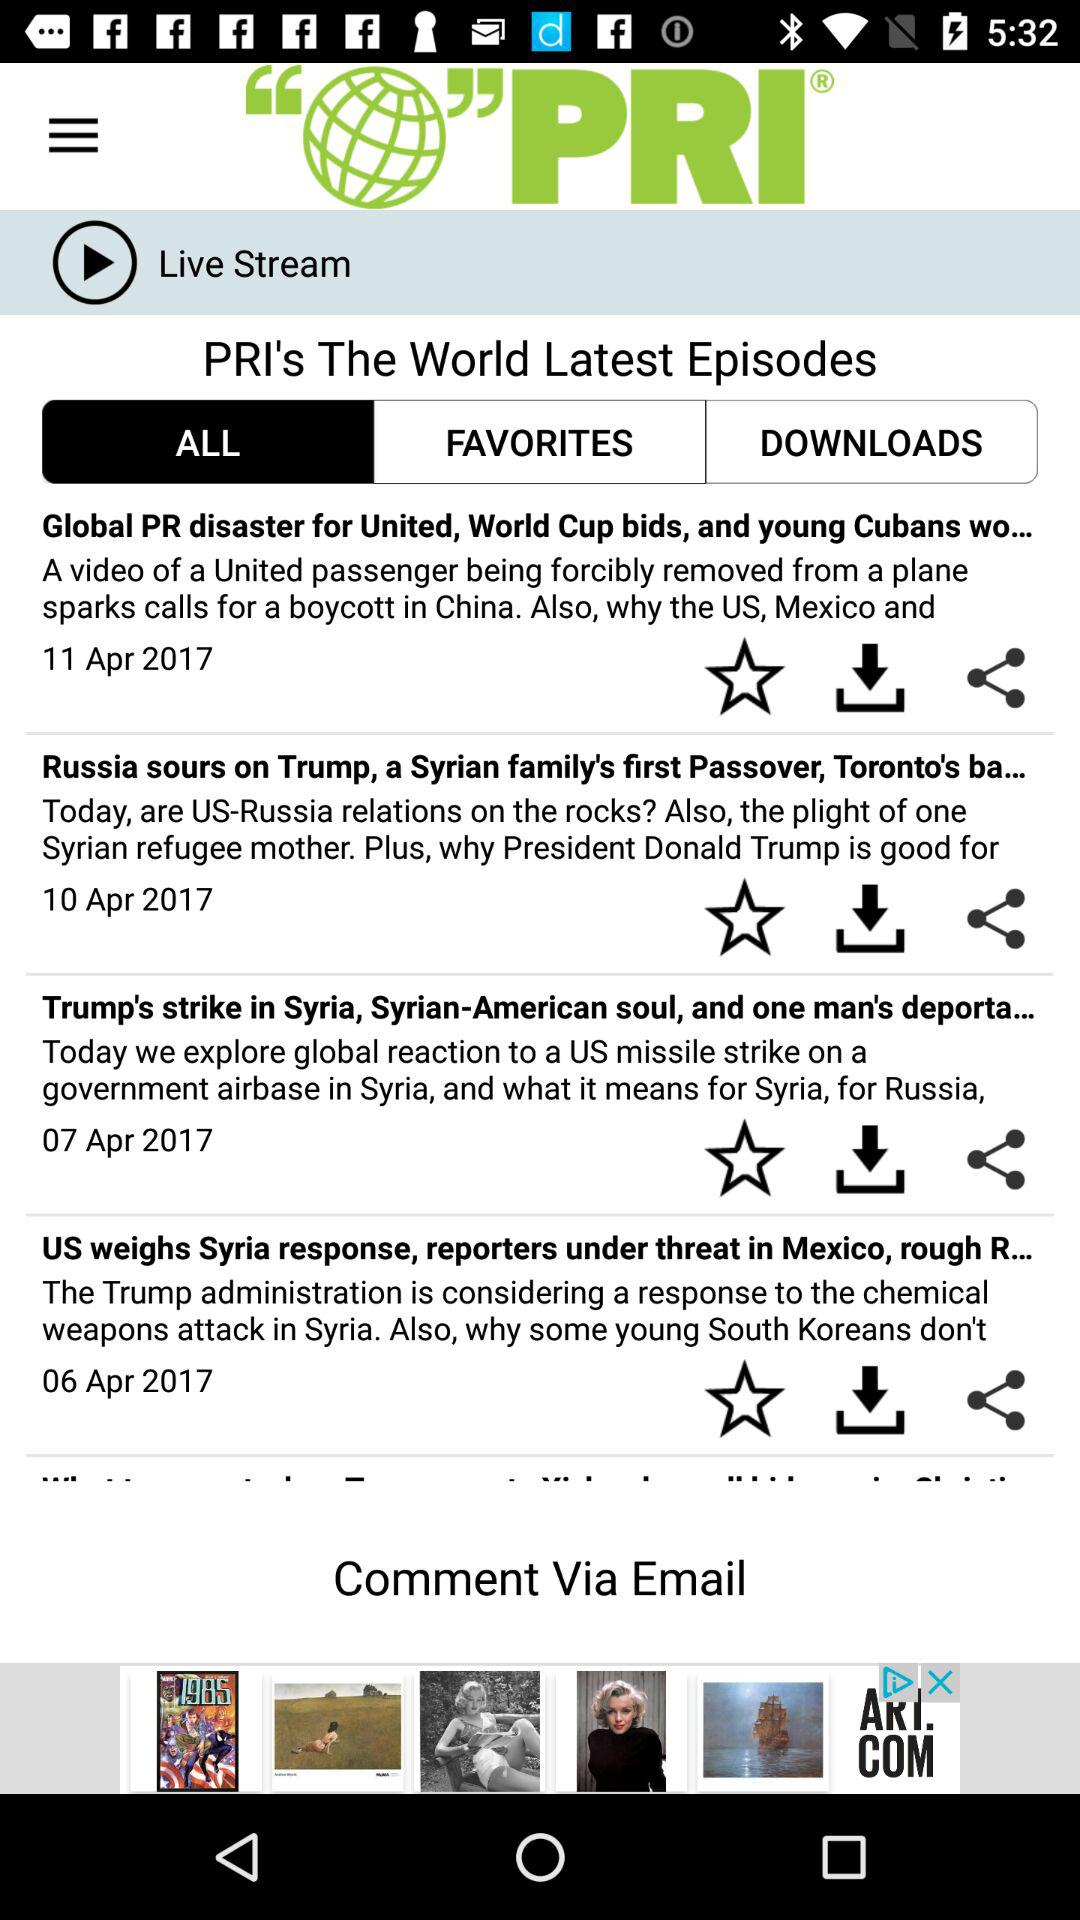 5:32
“ ” PRI®
Live Stream
PRI's The World Latest Episodes
ALL FAVORITES DOWNLOADS
Global PR disaster for United, World Cup bids, and young Cubans wo...
A video of a United passenger being forcibly removed from a plane
sparks calls for a boycott in China. Also, why the US, Mexico and
11 Apr 2017
Russia sours on Trump, a Syrian family's first Passover, Toronto's ba...
Today, are US-Russia relations on the rocks? Also, the plight of one
Syrian refugee mother. Plus, why President Donald Trump is good for
10 Apr 2017
Trump's strike in Syria, Syrian-American soul, and one man's deporta...
Today we explore global reaction to a US missile strike on a
government airbase in Syria, and what it means for Syria, for Russia,
07 Apr 2017
US weighs Syria response, reporters under threat in Mexico, rough R...
The Trump administration is considering a response to the chemical
weapons attack in Syria. Also, why some young South Koreans don't
06 Apr 2017
Comment Via Email
1985
ART.
COM